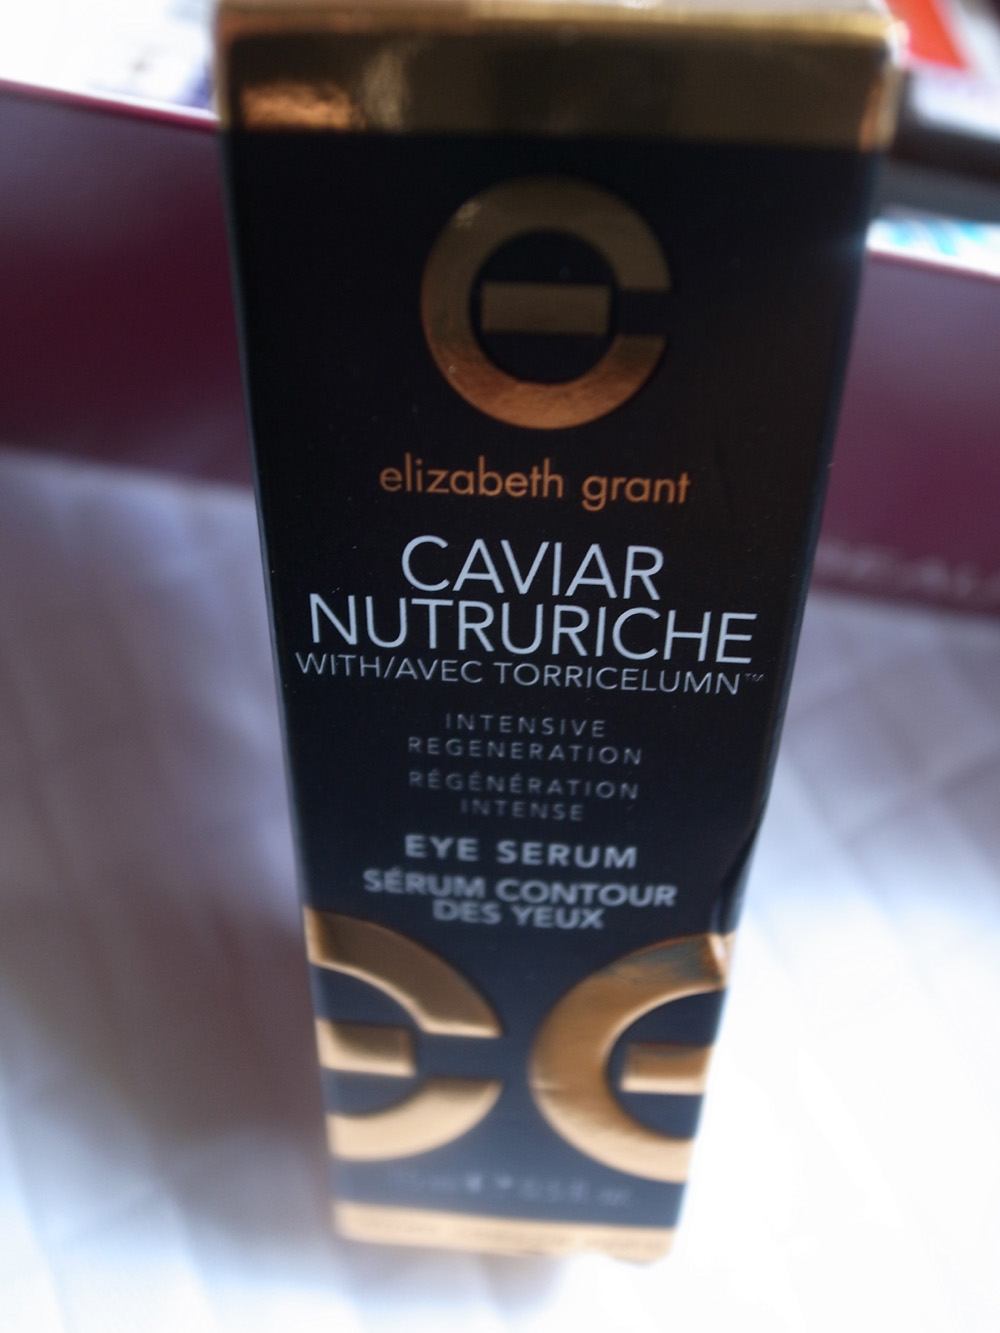 elizabeth grant
CAVIAR
NUTRURICHE
WITH/AVEC TORRICELUMN™
INTENSIVE
REGENERATION
RÉGÉNÉRATION
INTENSE
EYE SERUM
SÉRUM CONTOUR
DES YEUX